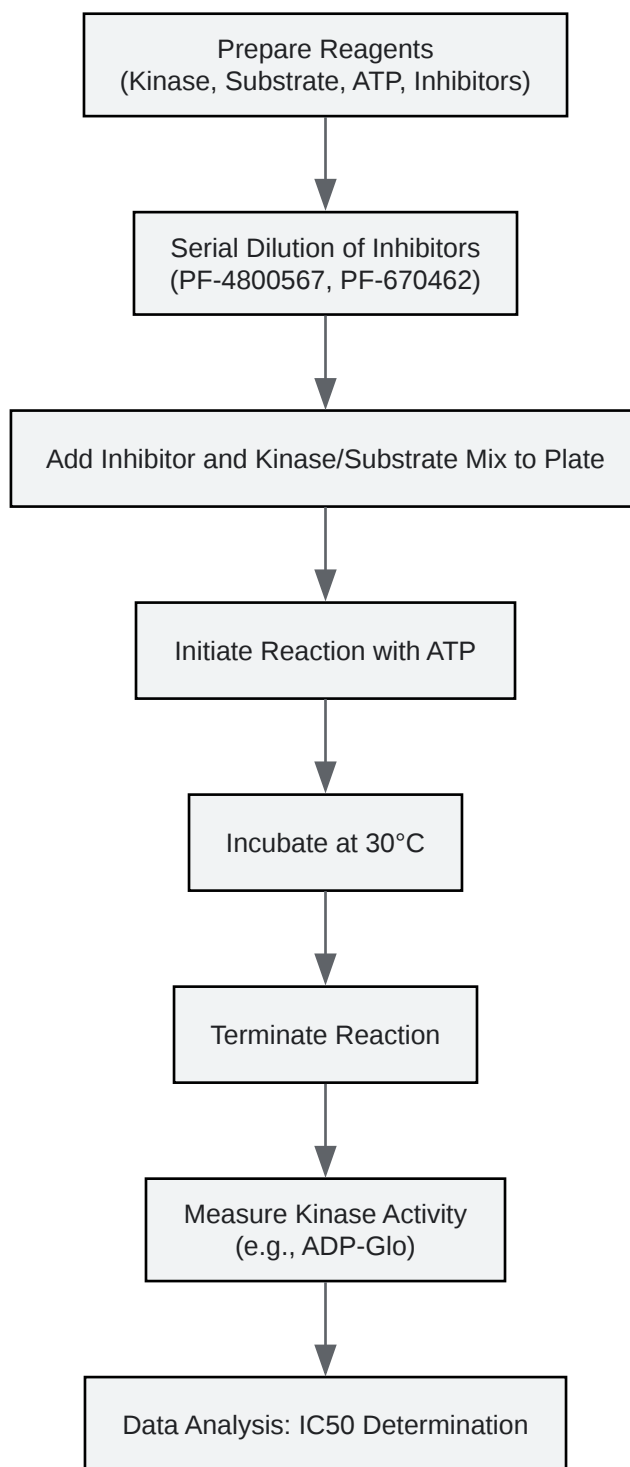 Prepare Reagents
(Kinase, Substrate, ATP, Inhibitors)
Serial Dilution of Inhibitors
(PF-4800567, PF-670462)
Add Inhibitor and Kinase/Substrate Mix to Plate
Initiate Reaction with ATP
Incubate at 30°C
Terminate Reaction
Measure Kinase Activity
(e.g., ADP-Glo)
Data Analysis: IC50 Determination